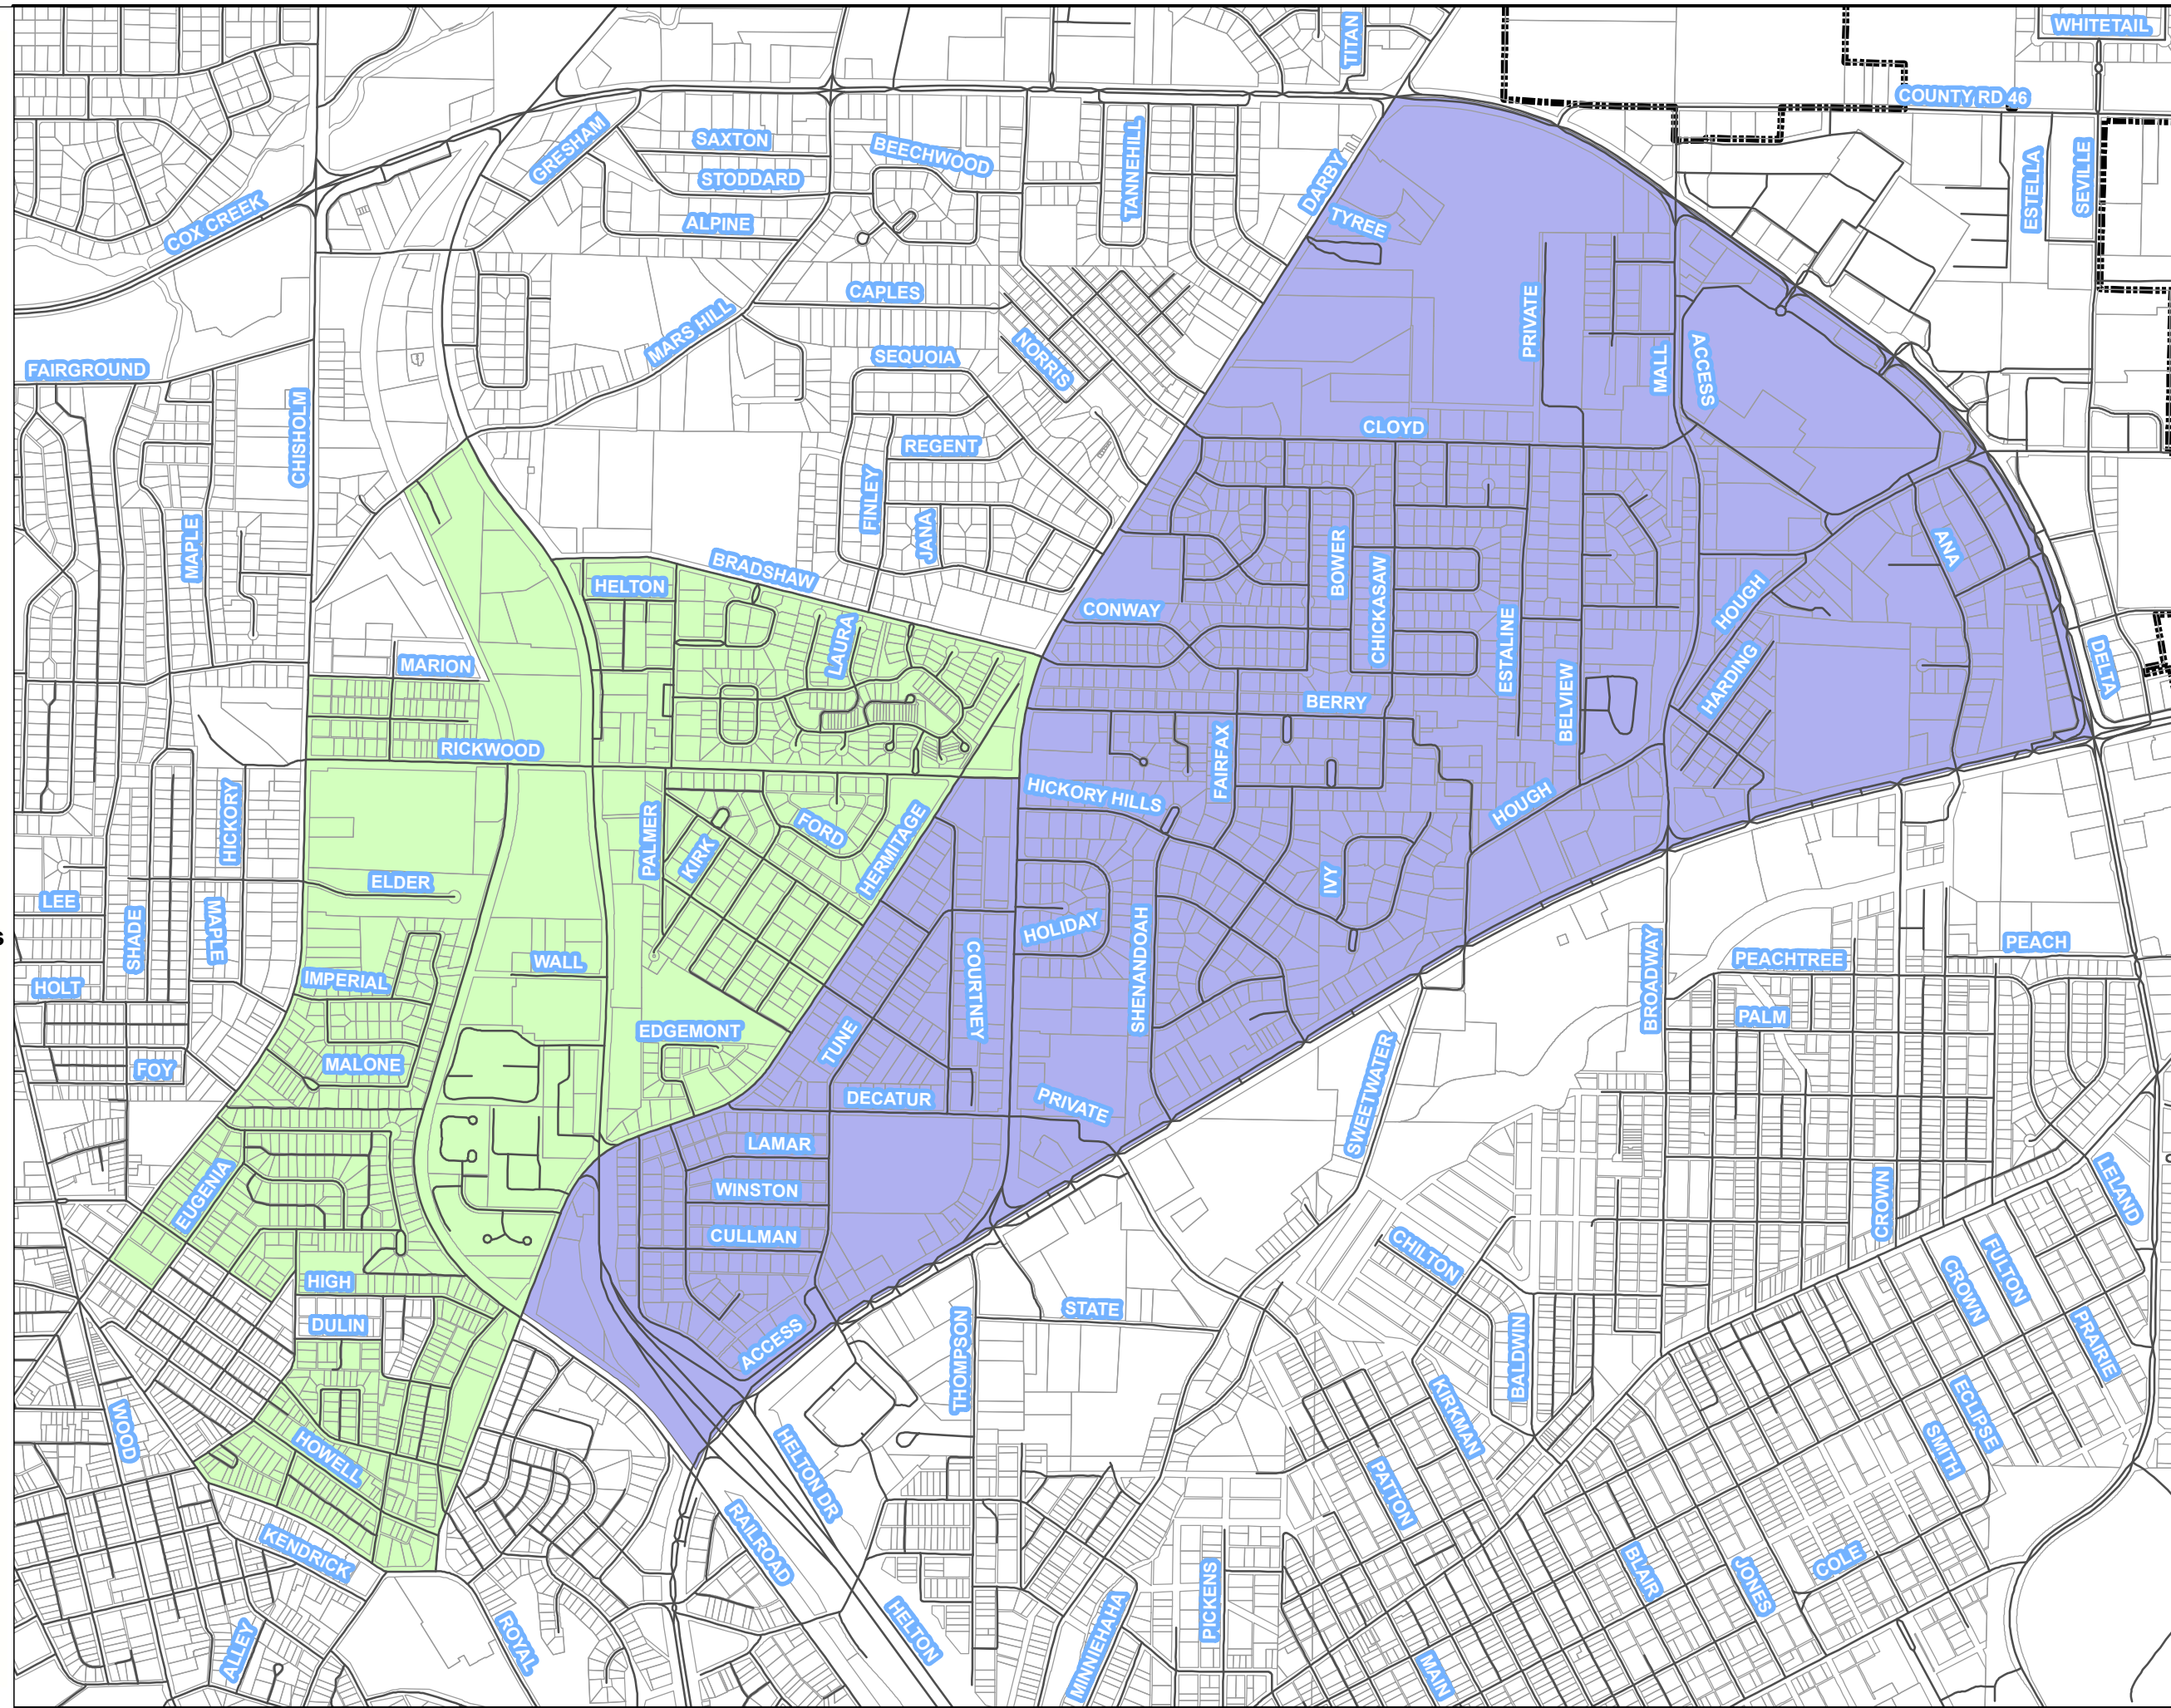 WHITETAIL
TITAN
COUNTY RD 46
GRESHAM
SAXTON
BEECHWOOD
TANNEHILL
STODDARD
DARBY
ESTELLA
SEVILLE
COX CREEK
ALPINE
TYREE
CAPLES
MARS HILL
PRIVATE
SEQUOIA
NORRIS
MALL
ACCESS
FAIRGROUND
CHISHOLM
REGENT
CLOYD
FINLEY
JANA
MAPLE
BRADSHAW
HELTON
BOWER
CHICKASAW
ANA
CONWAY
HOUGH
LAURA
ESTALINE
MARION
HARDING
DELTA
BERRY
BELVIEW
RICKWOOD
FAIRFAX
HICKORY HILLS
HICKORY
PALMER
FORD
KIRK
HERMITAGE
HOUGH
IVY
ELDER
LEE
SHADE
MAPLE
HOLIDAY
SHENANDOAH
COURTNEY
BROADWAY
PEACH
PEACHTREE
WALL
IMPERIAL
HOLT
PALM
EDGEMONT
TUNE
FOY
MALONE
SWEETWATER
DECATUR
PRIVATE
LAMAR
EUGENIA
WINSTON
CROWN
LELAND
CULLMAN
CHILTON
FULTON
CROWN
HIGH
STATE
DULIN
ACCESS
THOMPSON
BALDWIN
PRAIRIE
WOOD
KIRKMAN
ECLIPSE
SMITH
HOWELL
HELTON DR
PATTON
KENDRICK
RAILROAD
BLAIR
JONES
COLE
PICKENS
ROYAL
HELTON
MINNIEHAHA
ALLEY
MAIN